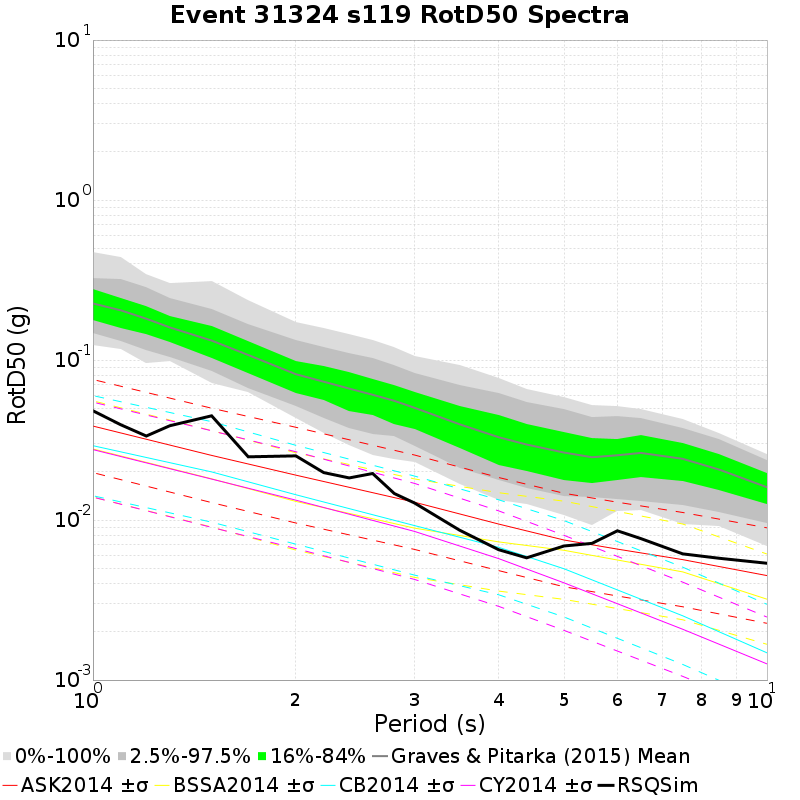 Event 31324 s119 RotD50 Spectra
10^1
10^0
10^-1
10^-2
10^-3
RotD50 (g)
10^0 2 3 4 5 6 7 8 9 10^1
Period (s)
0%-100% 2.5%-97.5% 16%-84% Graves & Pitarka (2015) Mean
ASK2014 ±σ BSSA2014 ±σ CB2014 ±σ CY2014 ±σ RSQSim